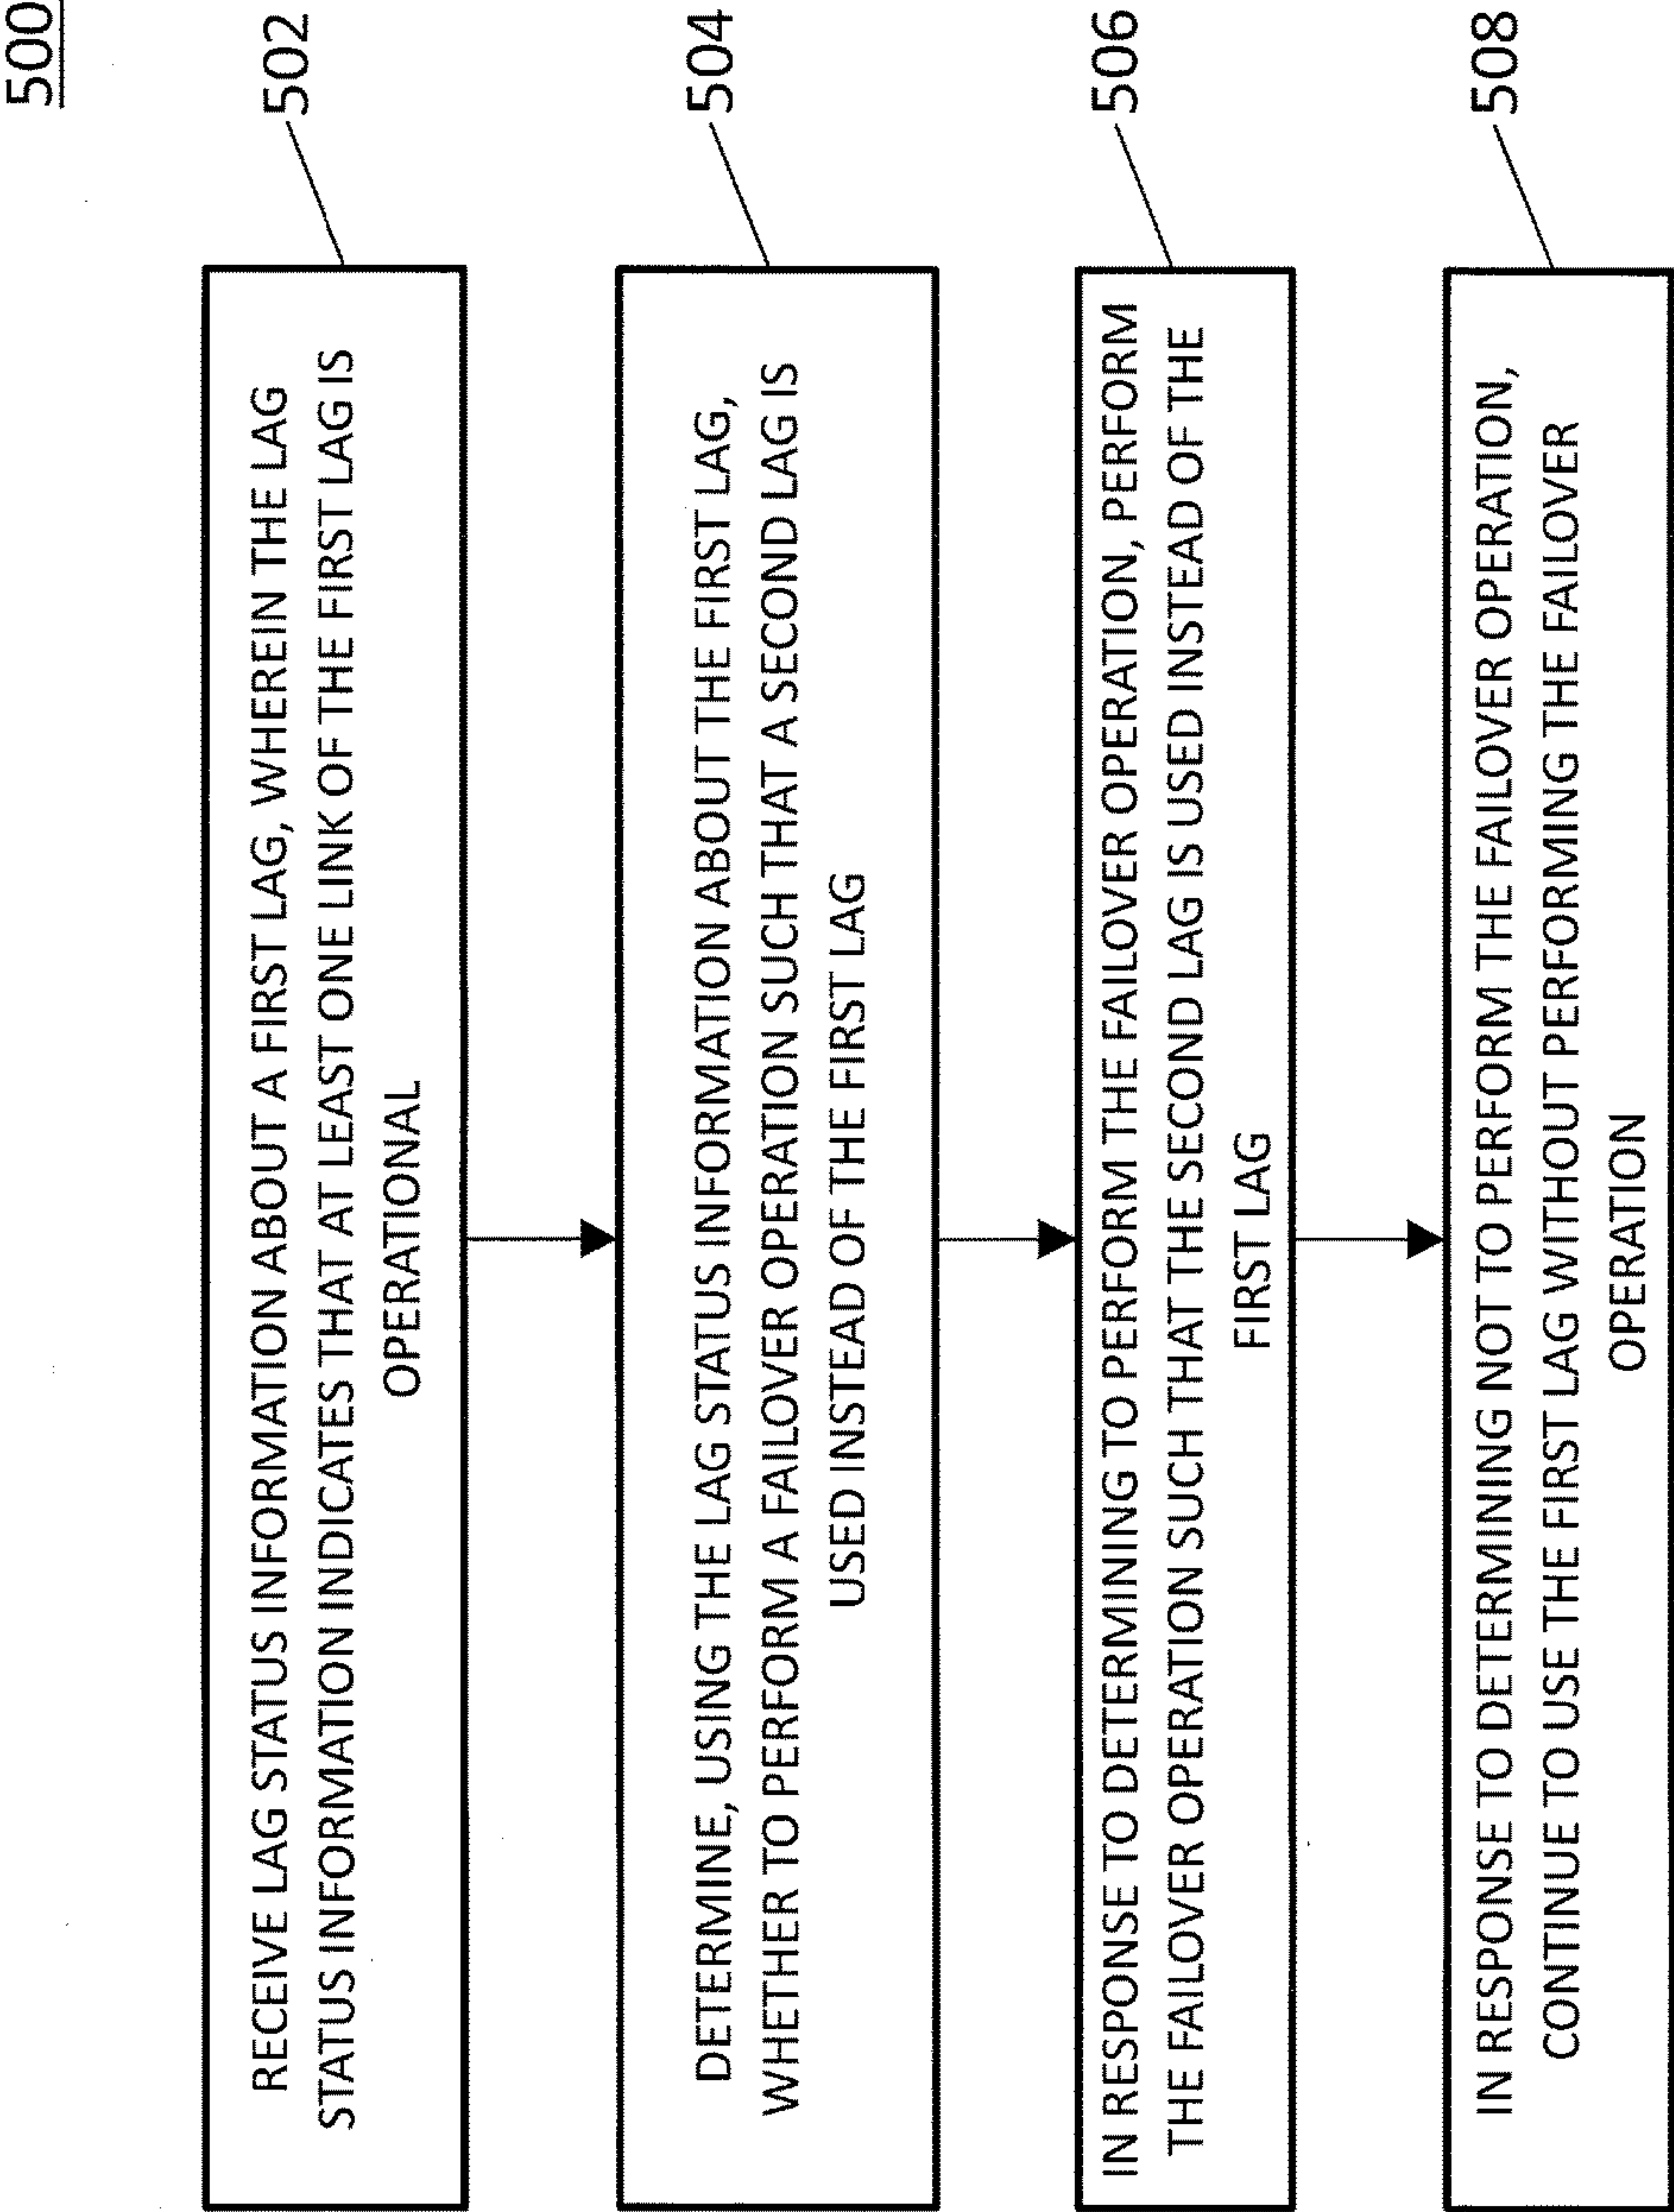 500
502
RECEIVE LAG STATUS INFORMATION ABOUT A FIRST LAG, WHEREIN THE LAG
STATUS INFORMATION INDICATES THAT AT LEAST ONE LINK OF THE FIRST LAG IS
OPERATIONAL
504
DETERMINE, USING THE LAG STATUS INFORMATION ABOUT THE FIRST LAG,
WHETHER TO PERFORM A FAILOVER OPERATION SUCH THAT A SECOND LAG IS
USED INSTEAD OF THE FIRST LAG
506
IN RESPONSE TO DETERMINING TO PERFORM THE FAILOVER OPERATION, PERFORM
THE FAILOVER OPERATION SUCH THAT THE SECOND LAG IS USED INSTEAD OF THE
FIRST LAG
508
IN RESPONSE TO DETERMINING NOT TO PERFORM THE FAILOVER OPERATION,
CONTINUE TO USE THE FIRST LAG WITHOUT PERFORMING THE FAILOVER
OPERATION